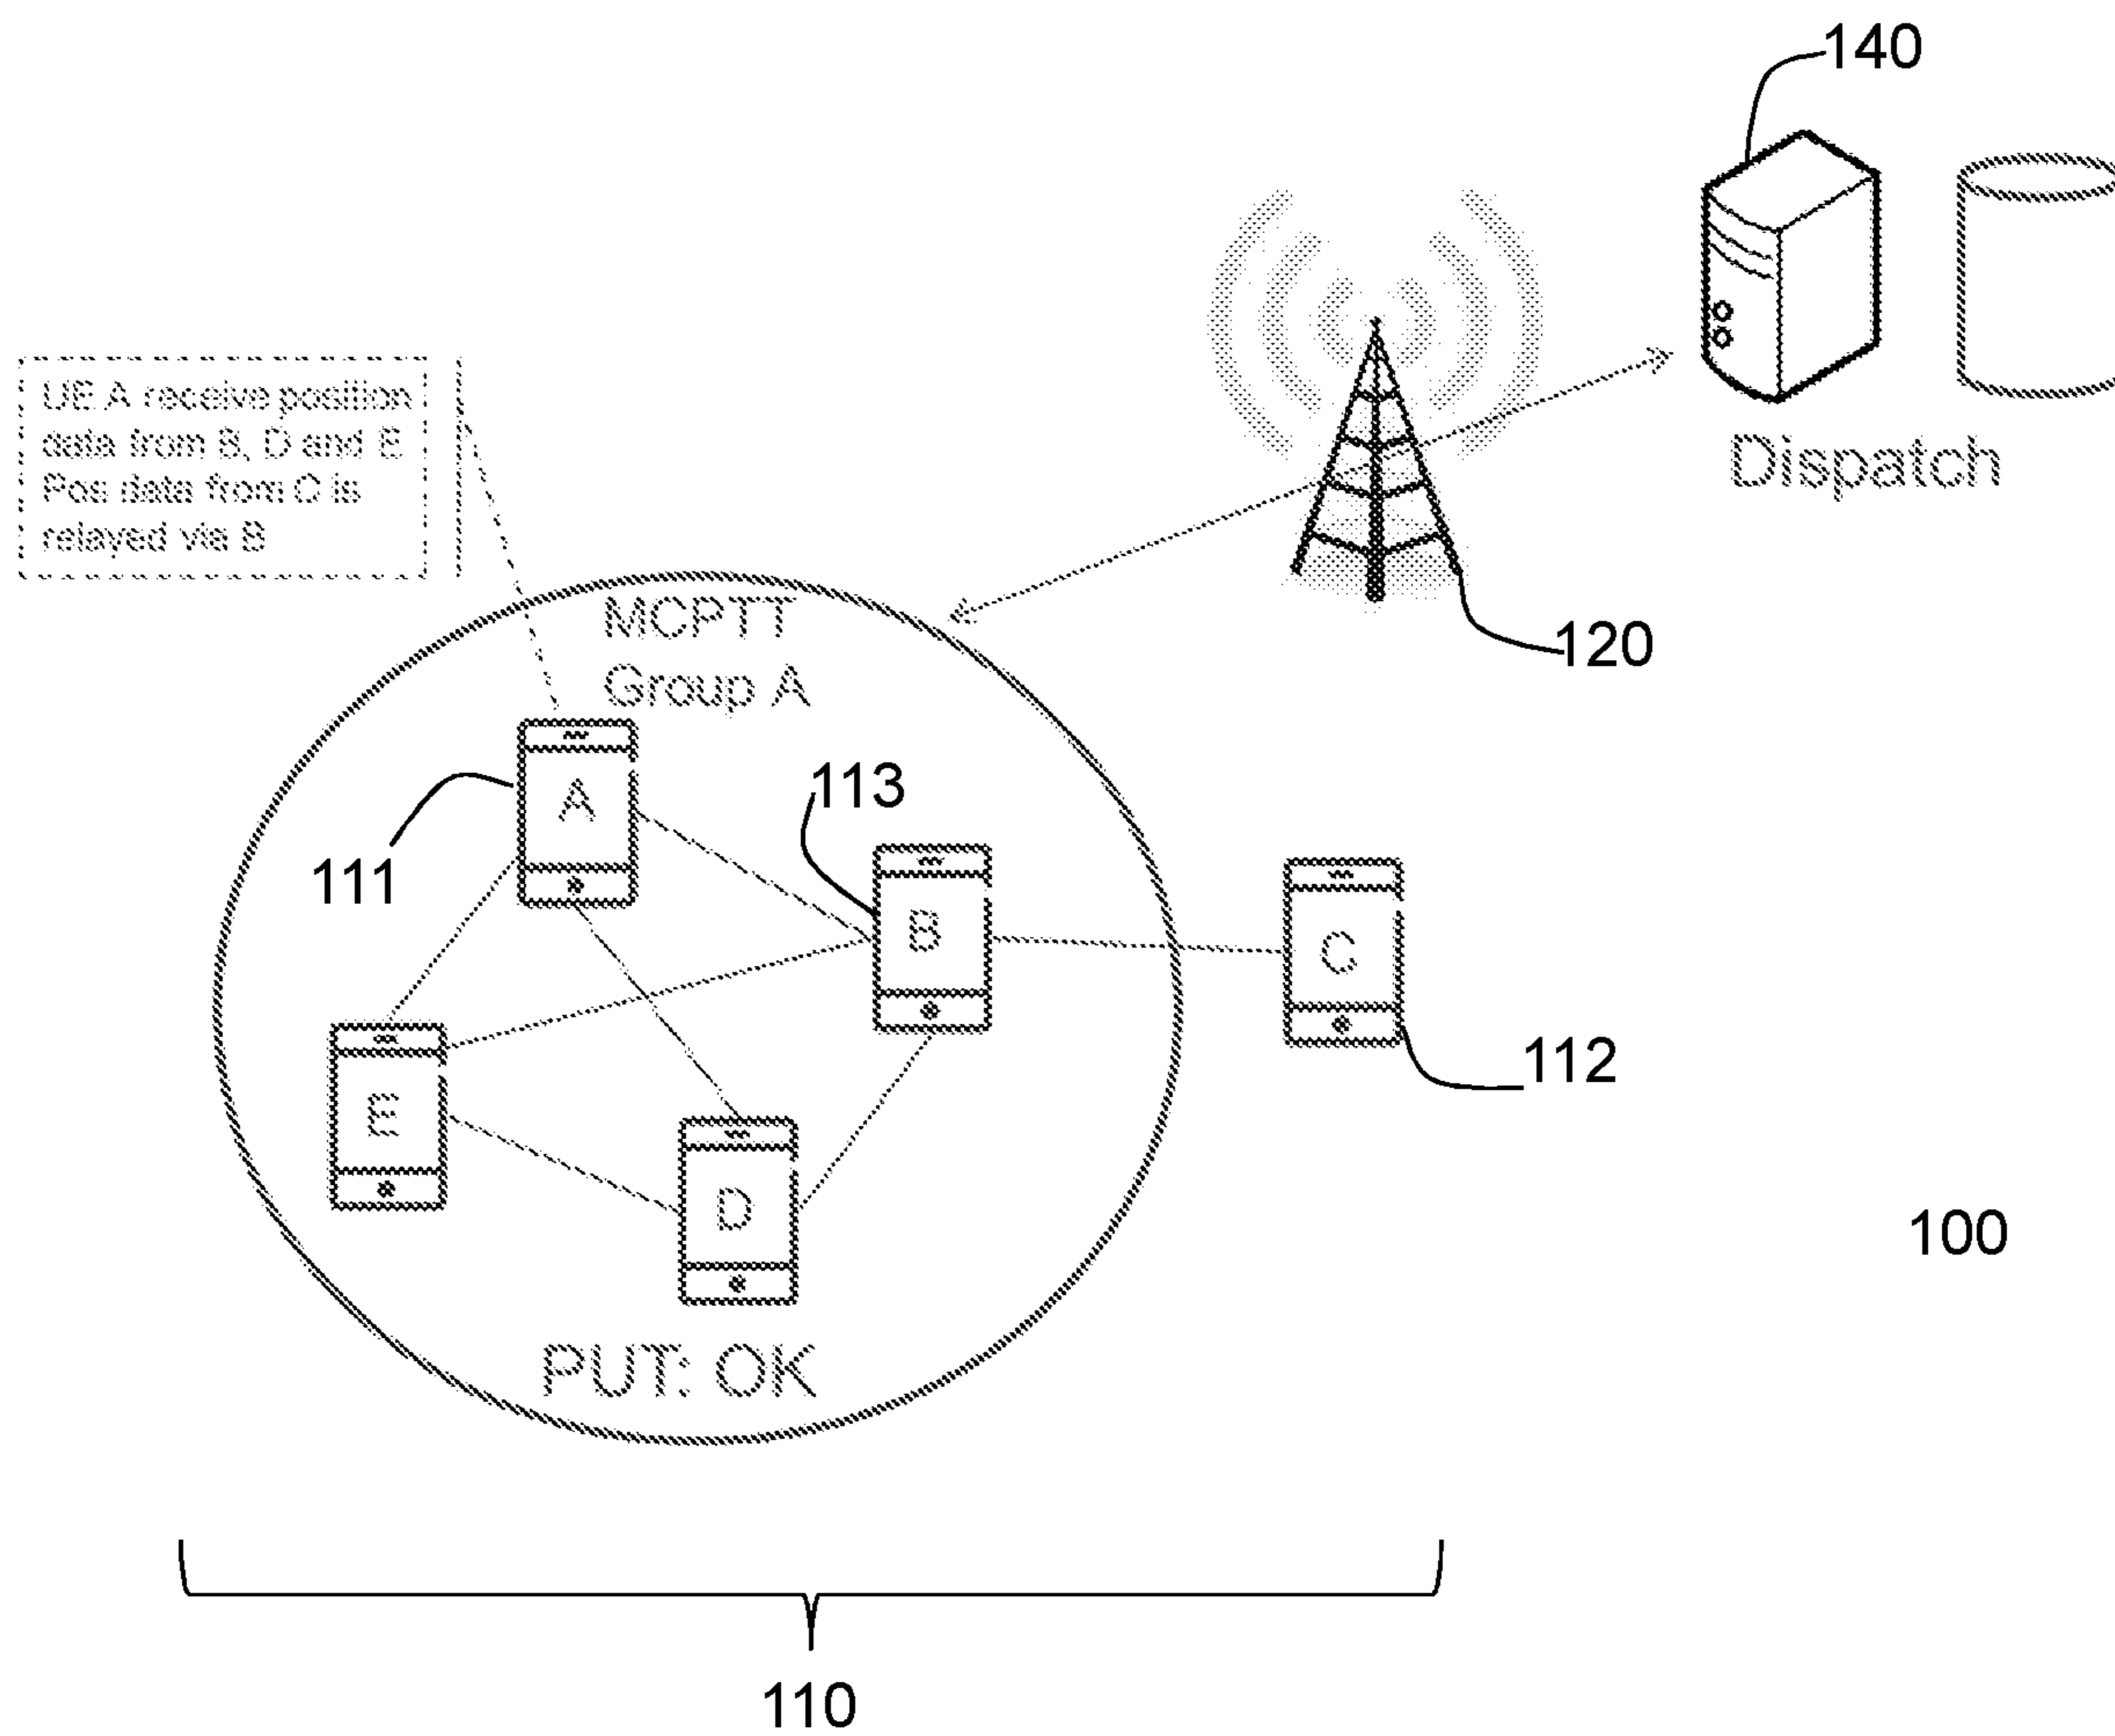 140
UE A receive position
data from B, D and E
Pos data from C is
relayed via B
Dispatch
MCPTT
Group A
120
A
113
111
B
C
E
112
D
100
PUT: OK
110